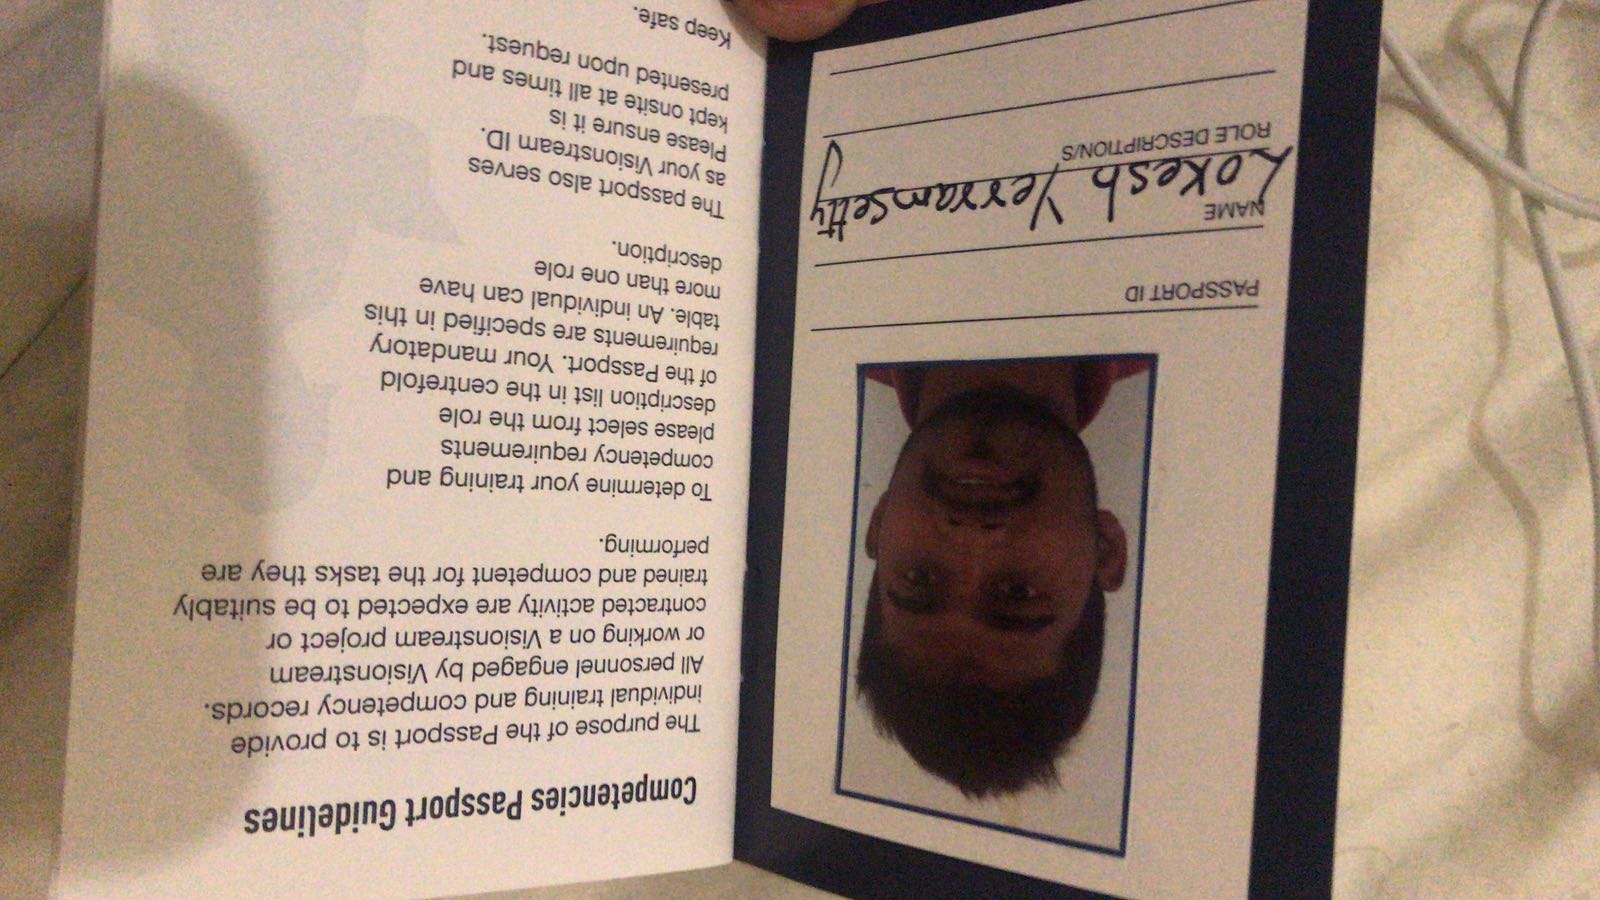 PASSPORT ID
NAME
Lokesh Yerramsetty
ROLE DESCRIPTION/S
Competencies Passport Guidelines
The purpose of the Passport is to provide
individual training and competency records.
All personnel engaged by Visionstream
or working on a Visionstream project or
contracted activity are expected to be suitably
trained and competent for the tasks they are
performing.
To determine your training and
competency requirements
please select from the role
description list in the centrefold
of the Passport. Your mandatory
requirements are specified in this
table. An individual can have
more than one role
description.
The passport also serves
as your Visionstream ID.
Please ensure it is
kept onsite at all times and
presented upon request.
Keep safe.